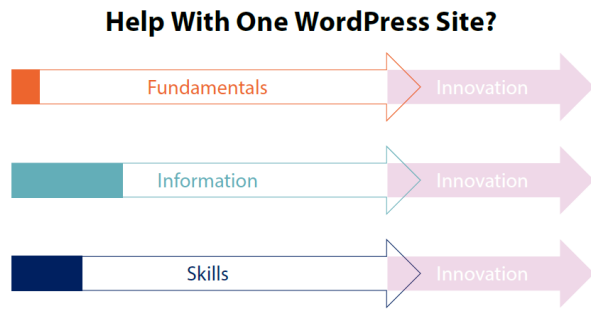 Help With One WordPress Site?
Fundamentals Innovation
Information Innovation
Skills Innovation